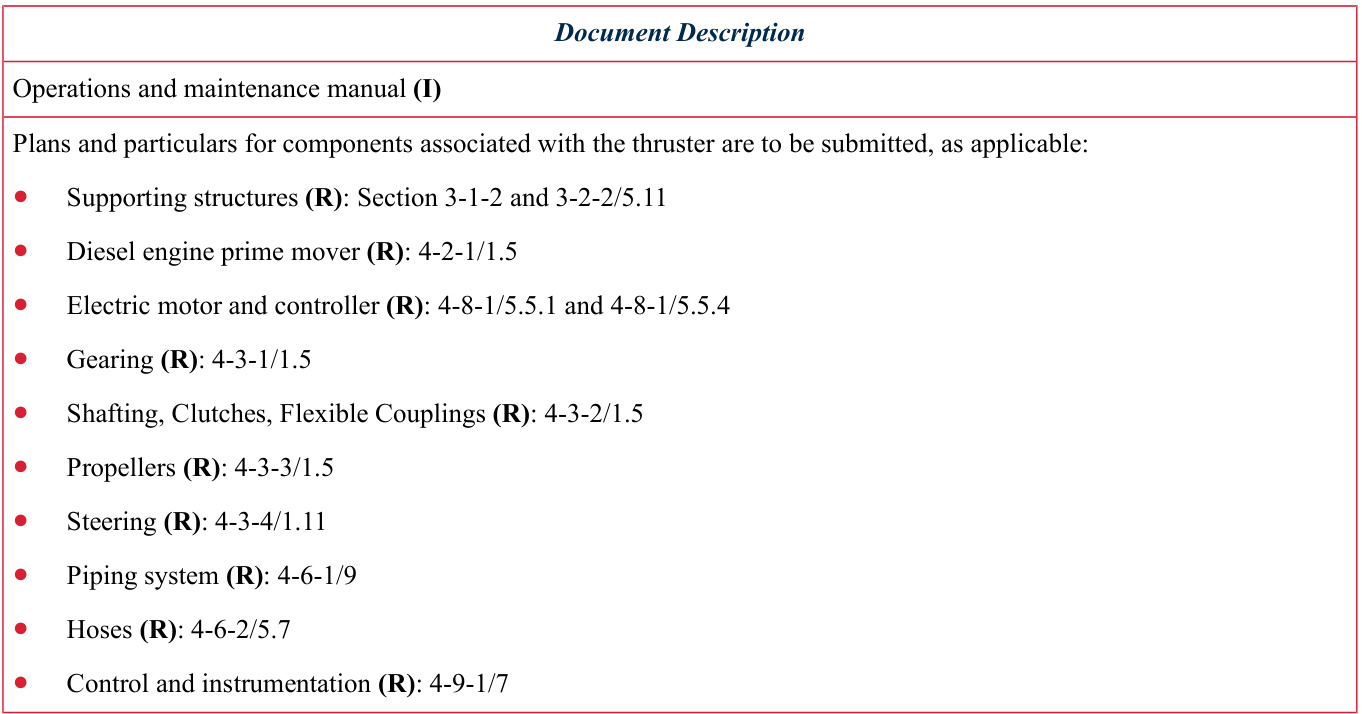 Document Description
Operations and maintenance manual (I)
Plans and particulars for components associated with the thruster are to be submitted, as applicable:
● Supporting structures (R): Section 3-1-2 and 3-2-2/5.11
● Diesel engine prime mover (R): 4-2-1/1.5
● Electric motor and controller (R): 4-8-1/5.5.1 and 4-8-1/5.5.4
● Gearing (R): 4-3-1/1.5
● Shafting, Clutches, Flexible Couplings (R): 4-3-2/1.5
● Propellers (R): 4-3-3/1.5
● Steering (R): 4-3-4/1.11
● Piping system (R): 4-6-1/9
● Hoses (R): 4-6-2/5.7
● Control and instrumentation (R): 4-9-1/7